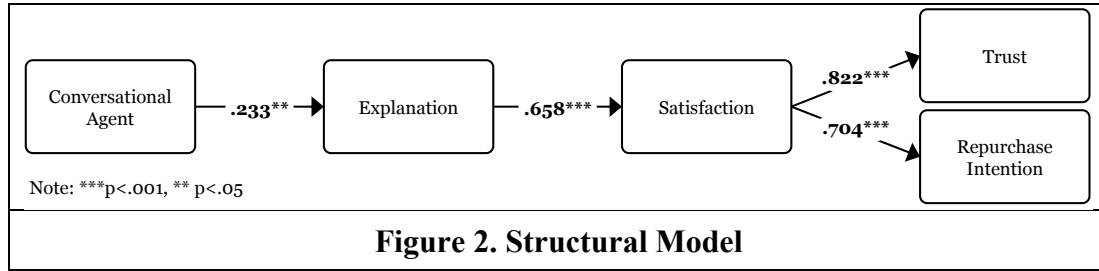 Conversational
Agent
.233**
Explanation
.658***
Satisfaction
.822***
Trust
.704***
Repurchase
Intention
Note: ***p<.001, ** p<.05
Figure 2. Structural Model